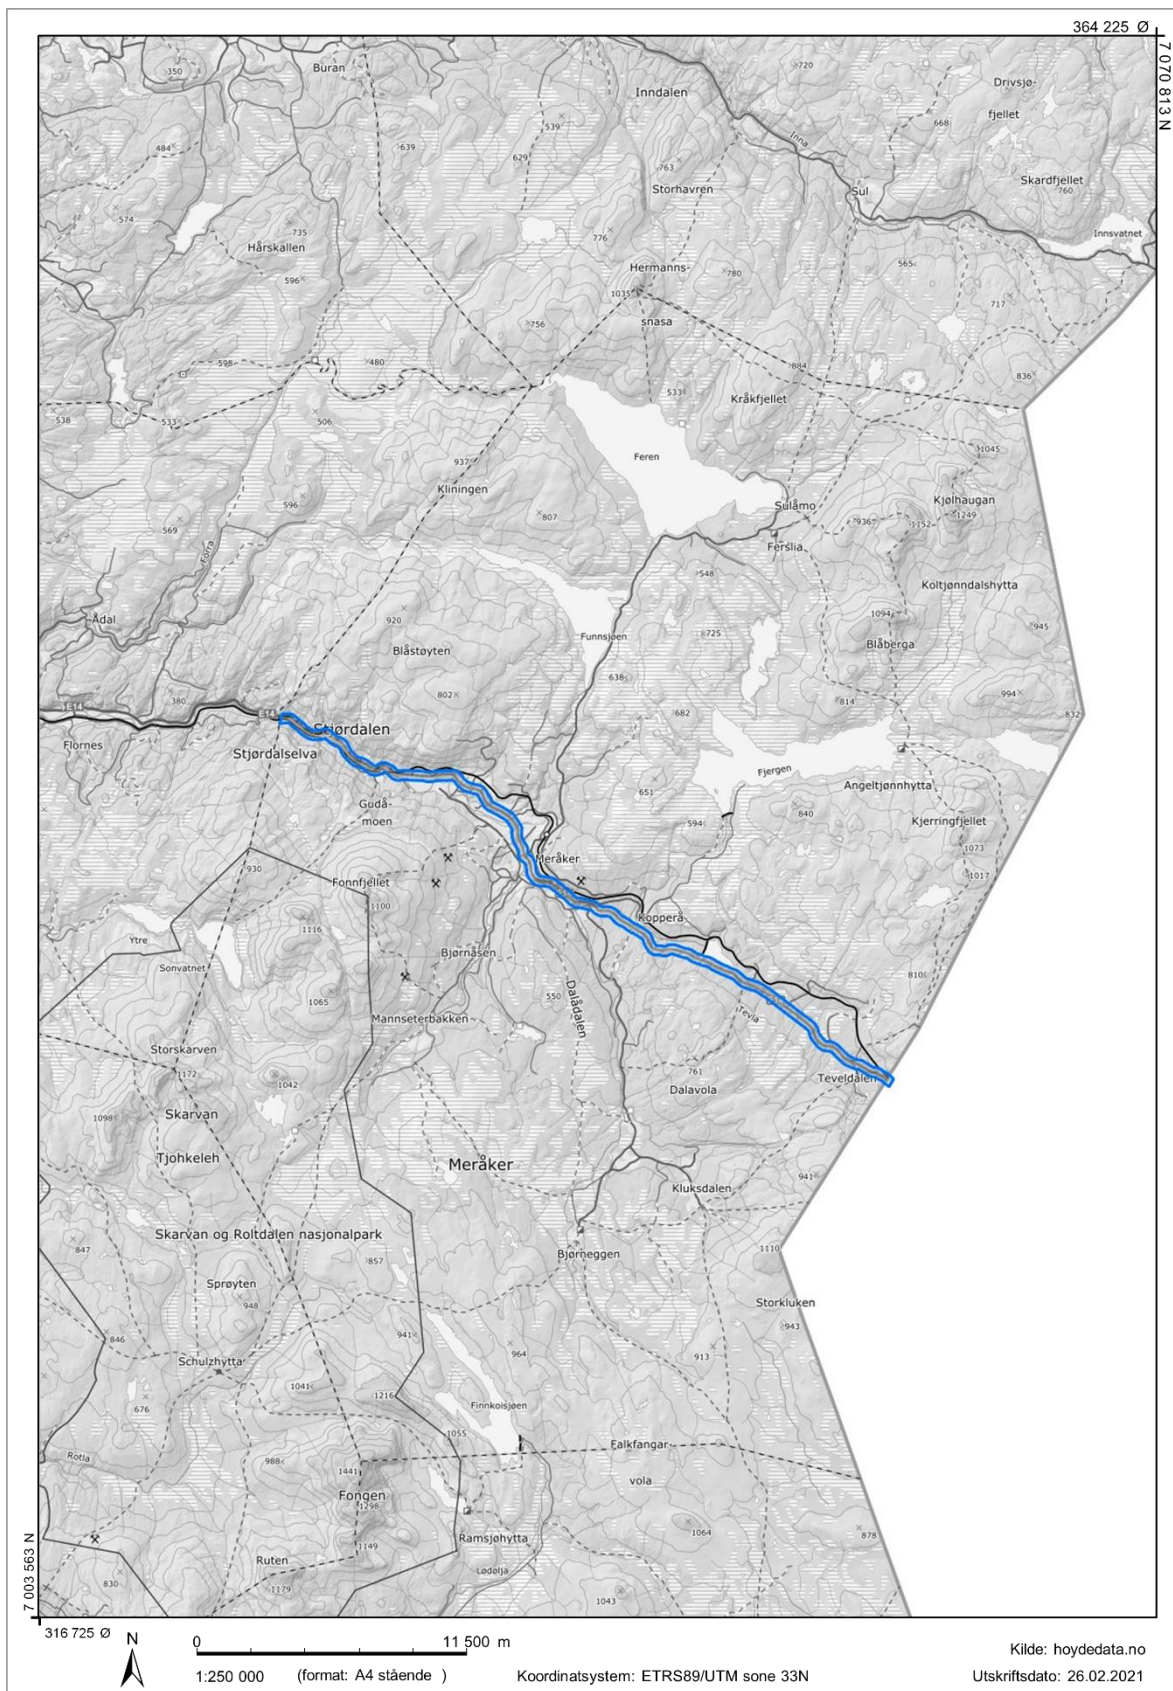 364 225 Ø
7 070 813 N
Buran
350
720
Inndalen
Drivsjø-
fjellet
539
668
Inna
484
639
629
763
Storhavren
Sul
Skardfjellet
760
574
735
Hårskallen
776
Innsvatnet
596
Hermanns-
780
565
1035
snasa
717
756
598
480
884
836
533
Kråkfjellet
538
533
506
937
Feren
1045
Kliningen
Kjølhaugan
596
Sulåmo
1249
807
936
1152
569
Ferslia
Forra
548
Koltjønndalshytta
Ådal
920
1094
945
Funnsjøen
725
Blåberga
Blåstøyten
638
802
994
380
682
814
832
E14
E14
Stjørdalen
Flornes
Stjørdalselva
Fjergen
Angeltjønnhytta
651
Gudå-
moen
594
840
Kjerringfjellet
1073
Meråker
930
Fonnfjellet
1017
1100
Kopperå
1116
Ytre
Bjørnåsen
Sonvatnet
810
1065
550
Dalådalen
Mannseterbakken
Tevla
Storskarven
1172
761
Teveldalen
1042
Dalavola
1098
Skarvan
Tjohkeleh
Meråker
941
Kluksdalen
Skarvan og Roltdalen nasjonalpark
847
857
1110
Bjørneggen
Sprøyten
948
Storkluken
943
846
941
964
913
Schulzhytta
1041
1216
676
Finnkoisjøen
1055
Falkfangar-
Rotla
988
1441
vola
Fongen
1298
1064
878
Ramsjøhytta
1149
Ruten
Lødølja
830
1179
1043
7 003 563 N
316 725 Ø
N
0
11 500 m
1:250 000
(format: A4 stående )
Koordinatsystem: ETRS89/UTM sone 33N
Kilde: hoydedata.no
Utskriftsdato: 26.02.2021